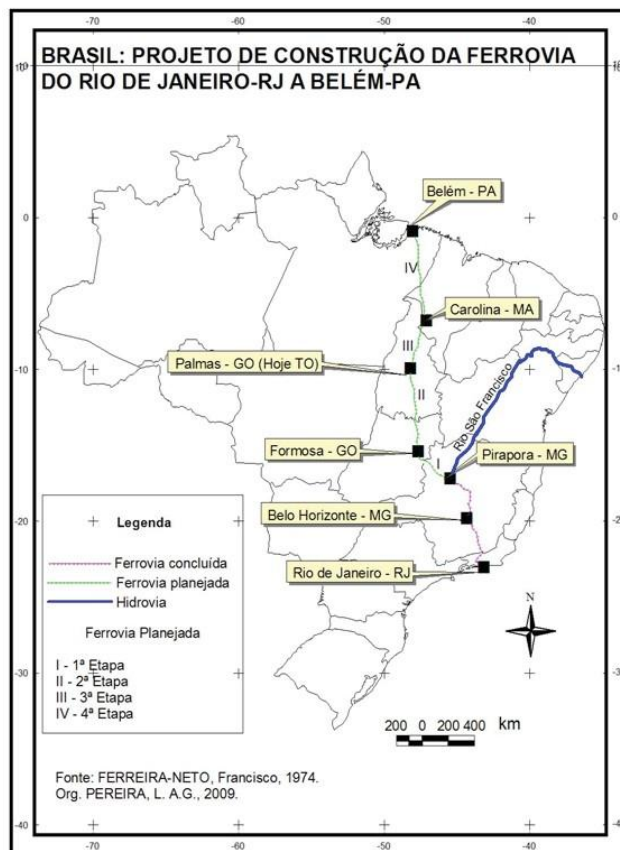 BRASIL: PROJETO DE CONSTRUÇÃO DA FERROVIA
DO RIO DE JANEIRO-RJ A BELÉM-PA
Belém - PA
IV
Carolina - MA
III
Palmas - GO (Hoje TO)
II
Rio São Francisco
Formosa - GO
I
Pirapora - MG
Belo Horizonte - MG
Rio de Janeiro - RJ
Legenda
Ferrovia concluída
Ferrovia planejada
Hidrovia
Ferrovia Planejada
I - 1ª Etapa
II - 2ª Etapa
III - 3ª Etapa
IV - 4ª Etapa
N
200 0 200 400 km
Fonte: FERREIRA-NETO, Francisco, 1974.
Org. PEREIRA, L. A.G., 2009.
-70 -60 -50 -40
-70 -60 -50 -40
0
-10
-20
-30
-40
0